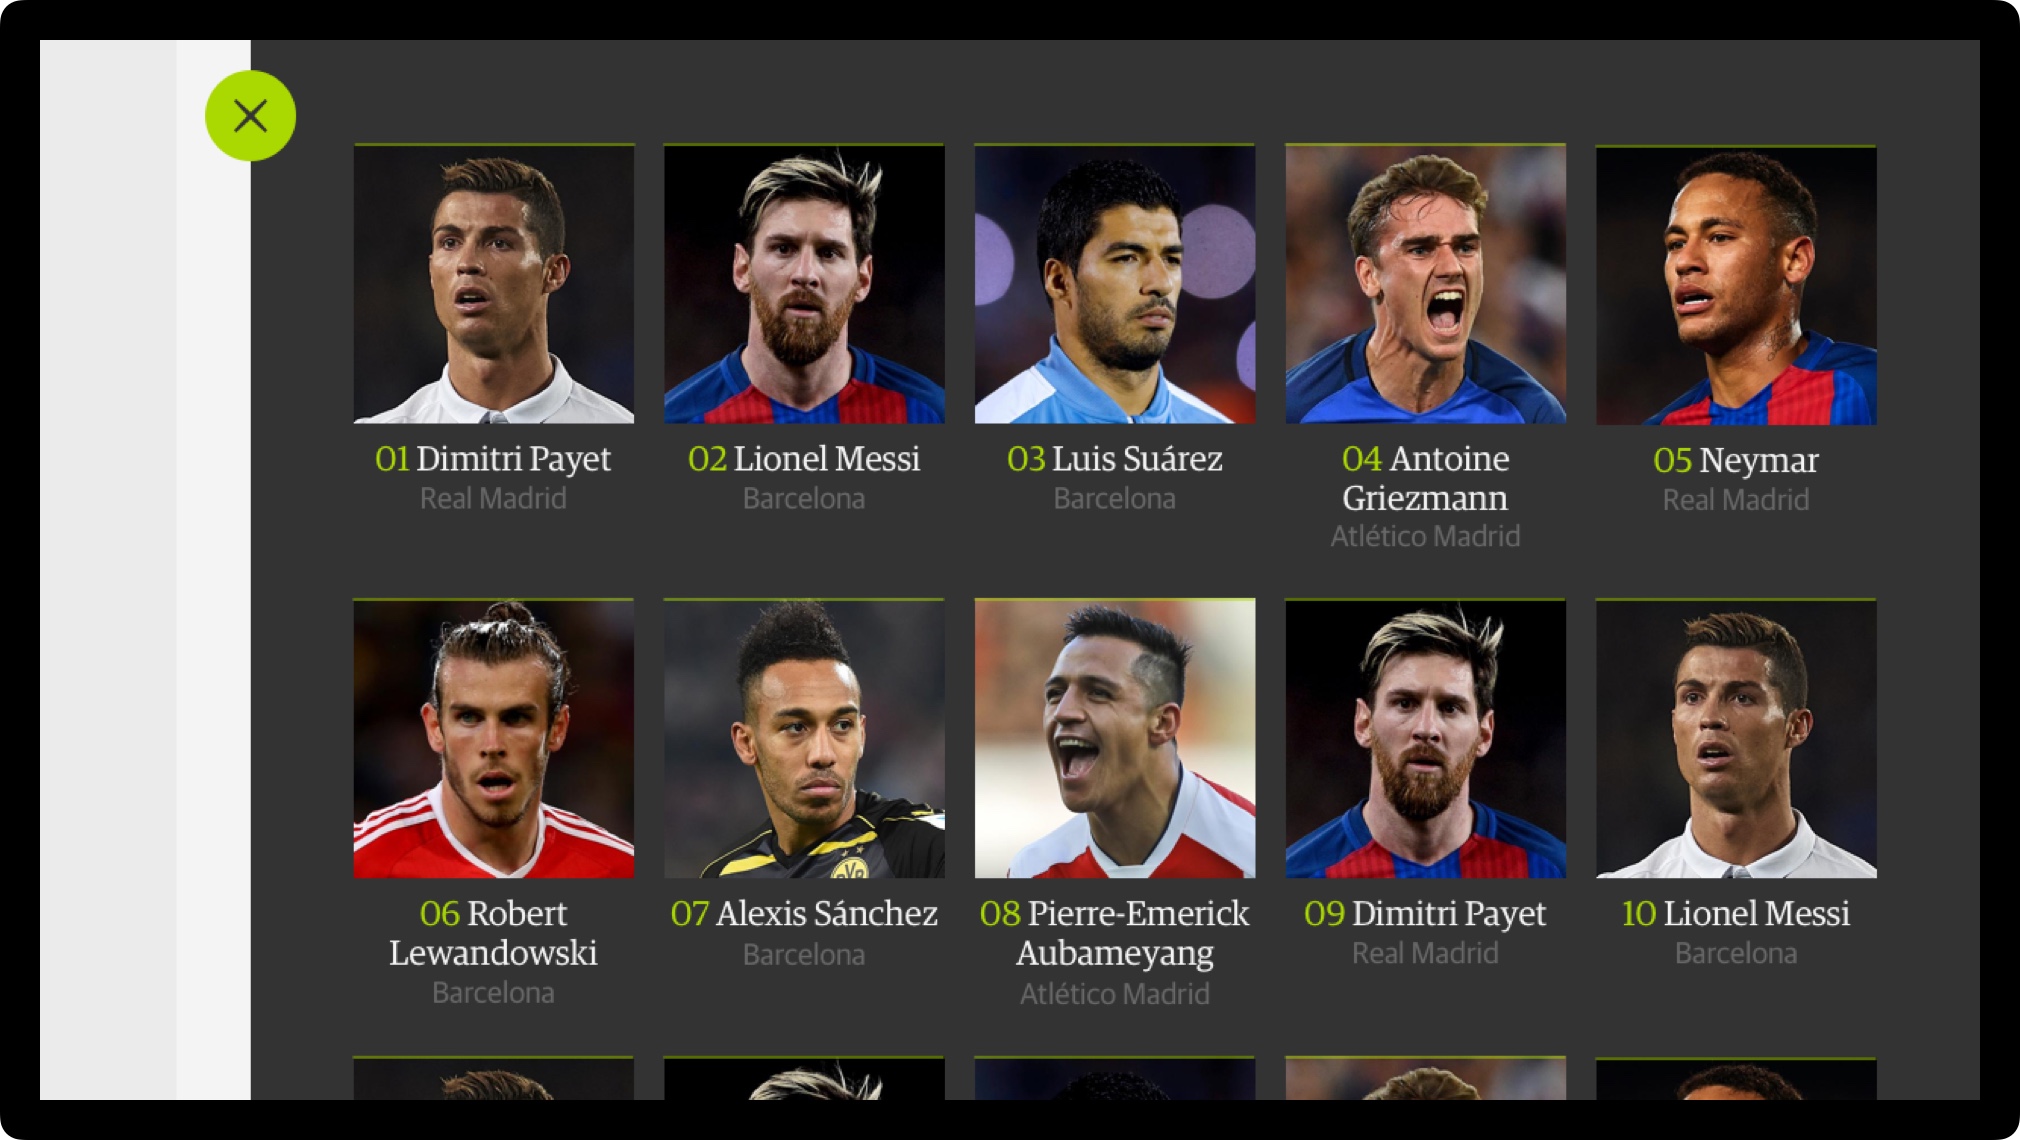 01 Dimitri Payet
Real Madrid
02 Lionel Messi
Barcelona
03 Luis Suárez
Barcelona
04 Antoine
Griezmann
Atlético Madrid
05 Neymar
Real Madrid
06 Robert
Lewandowski
Barcelona
07 Alexis Sánchez
Barcelona
08 Pierre-Emerick
Aubameyang
Atlético Madrid
09 Dimitri Payet
Real Madrid
10 Lionel Messi
Barcelona
BVB